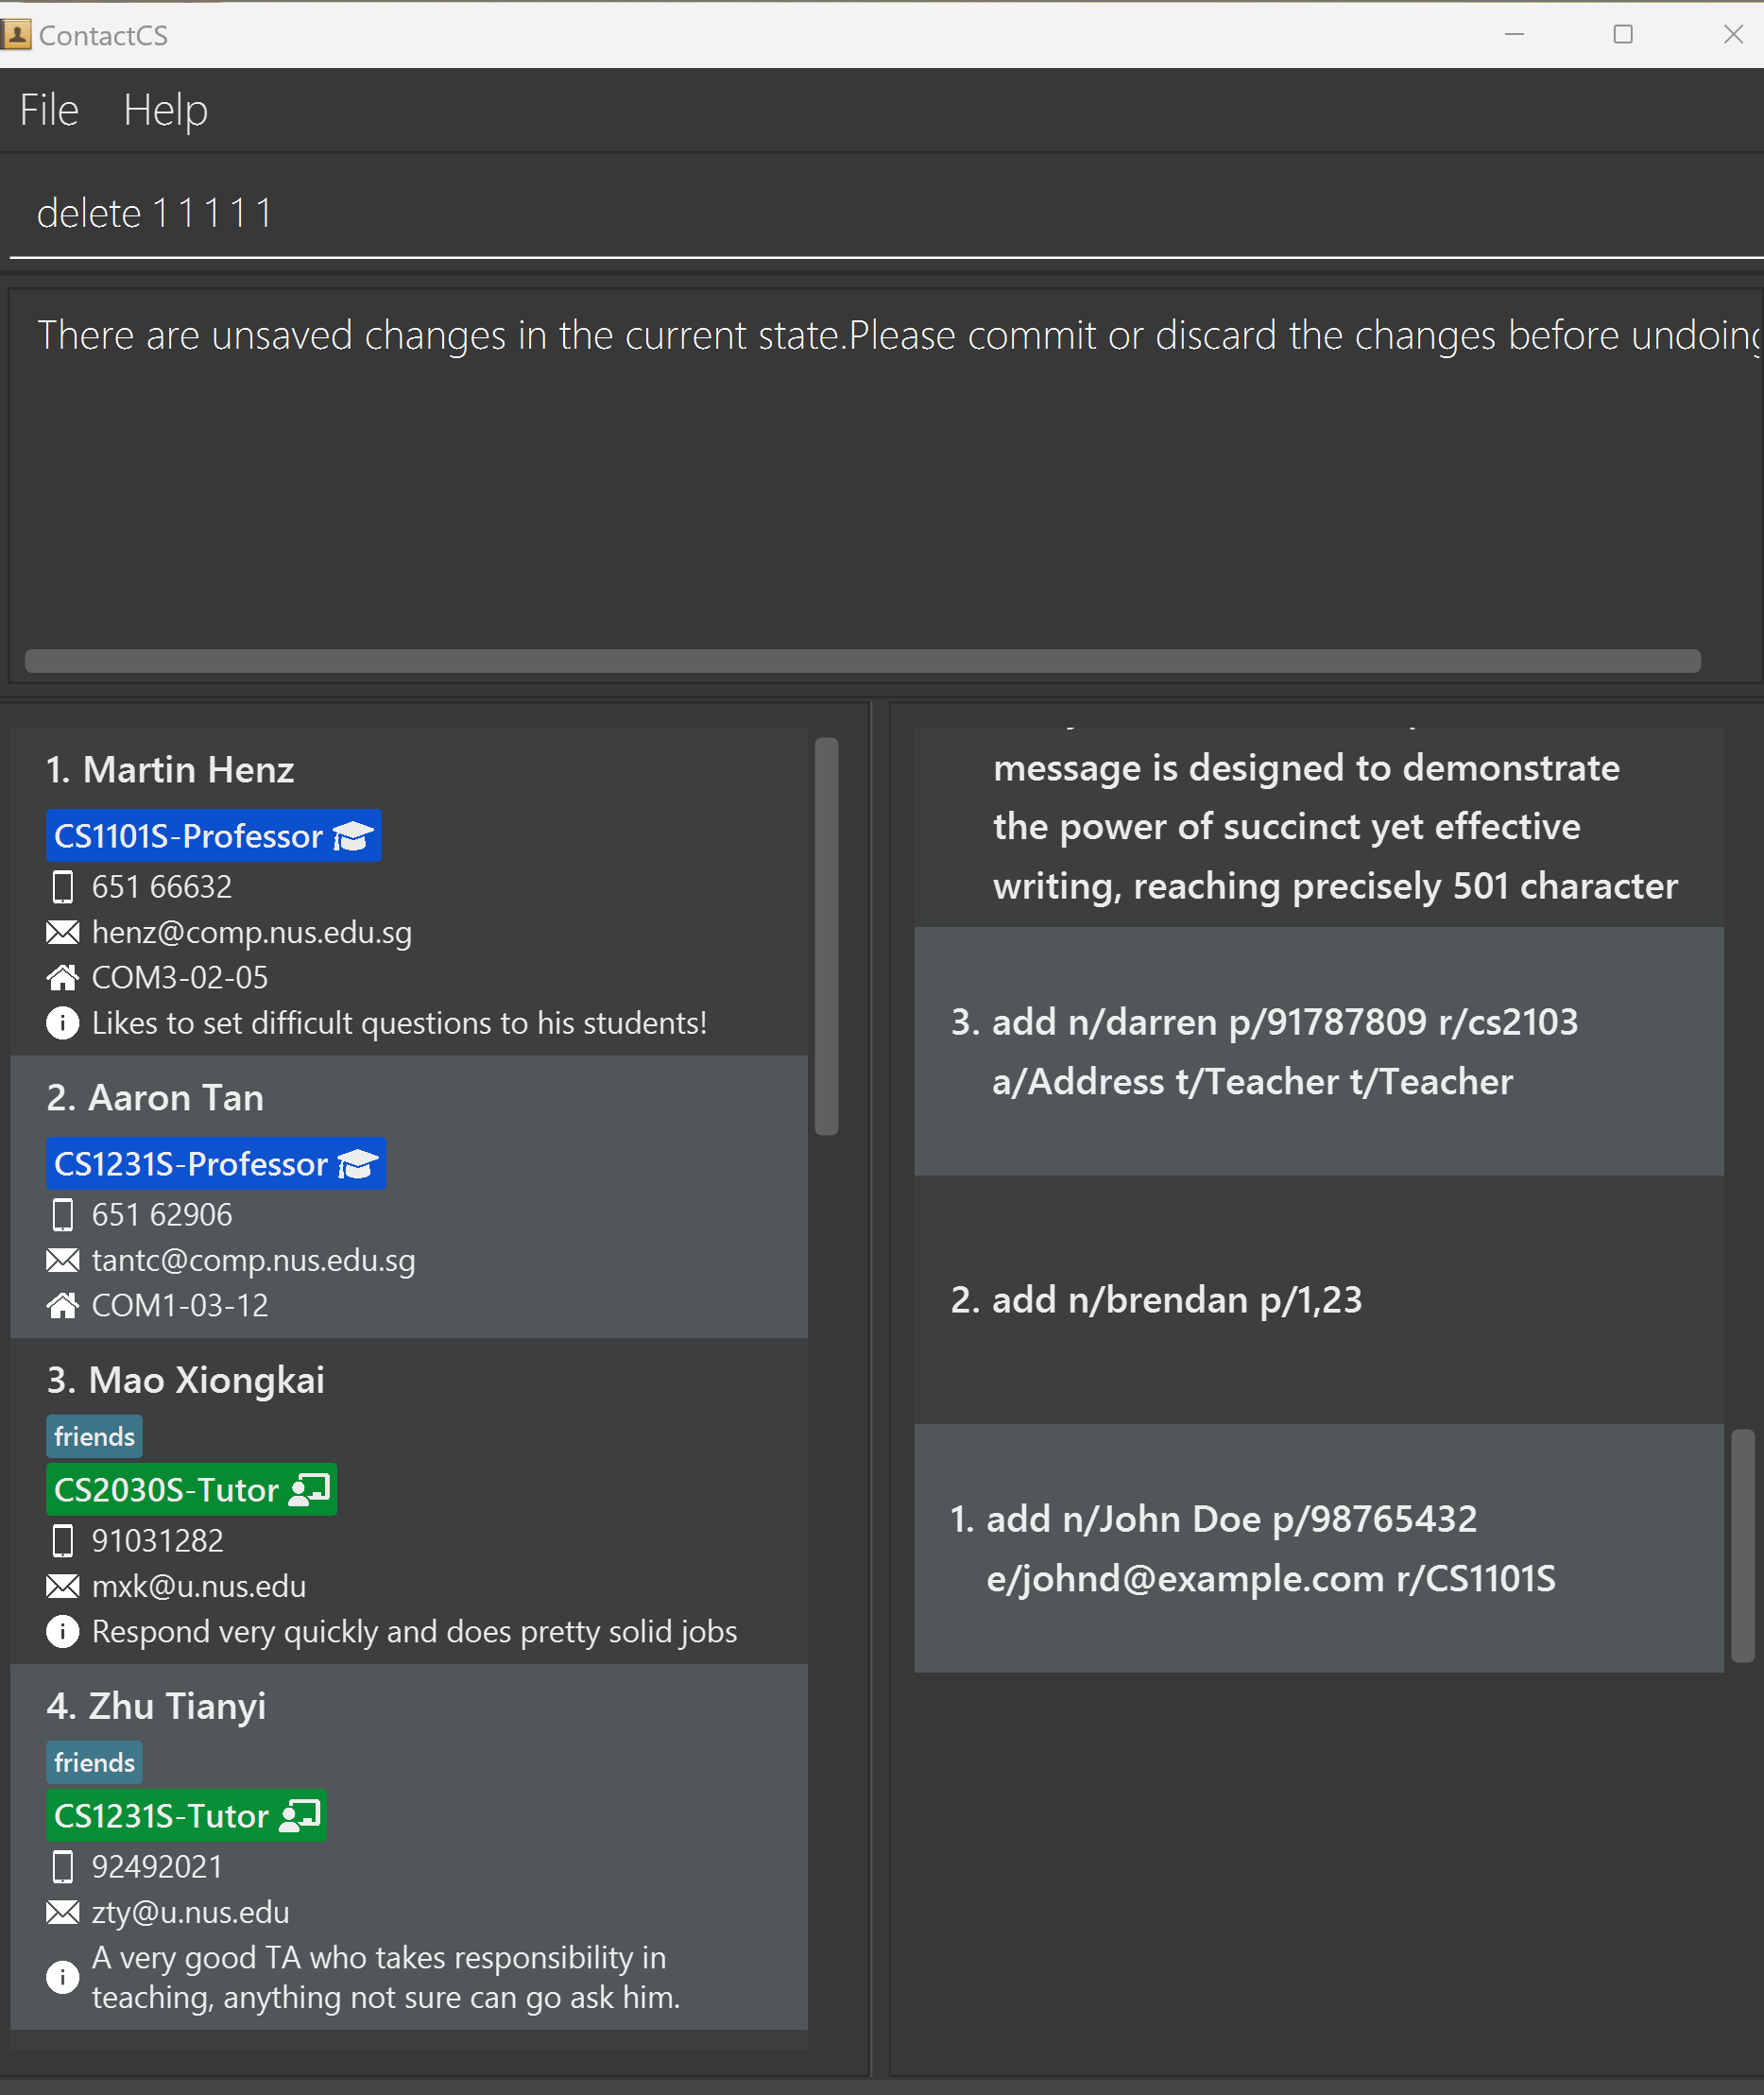 ContactCS
File Help
delete 1 1 1 1 1
There are unsaved changes in the current state.Please commit or discard the changes before undoing
1. Martin Henz
CS1101S-Professor
651 66632
henz@comp.nus.edu.sg
COM3-02-05
Likes to set difficult questions to his students!
2. Aaron Tan
CS1231S-Professor
651 62906
tantc@comp.nus.edu.sg
COM1-03-12
3. Mao Xiongkai
friends
CS2030S-Tutor
91031282
mxk@u.nus.edu
Respond very quickly and does pretty solid jobs
4. Zhu Tianyi
friends
CS1231S-Tutor
92492021
zty@u.nus.edu
A very good TA who takes responsibility in
teaching, anything not sure can go ask him.
message is designed to demonstrate
the power of succinct yet effective
writing, reaching precisely 501 character
3. add n/darren p/91787809 r/cs2103
a/Address t/Teacher t/Teacher
2. add n/brendan p/1,23
1. add n/John Doe p/98765432
e/johnd@example.com r/CS1101S